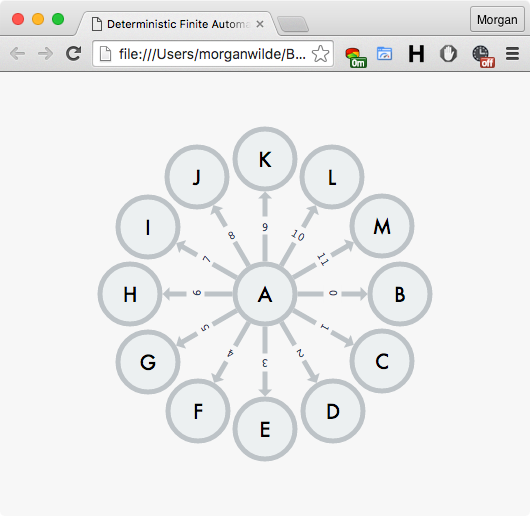 Deterministic Finite Automa
Morgan
file:///Users/morganwilde/B...
0m
H
off
K
J
L
I
M
9
8
10
7
11
H
6
A
0
B
5
1
G
4
2
C
3
F
D
E